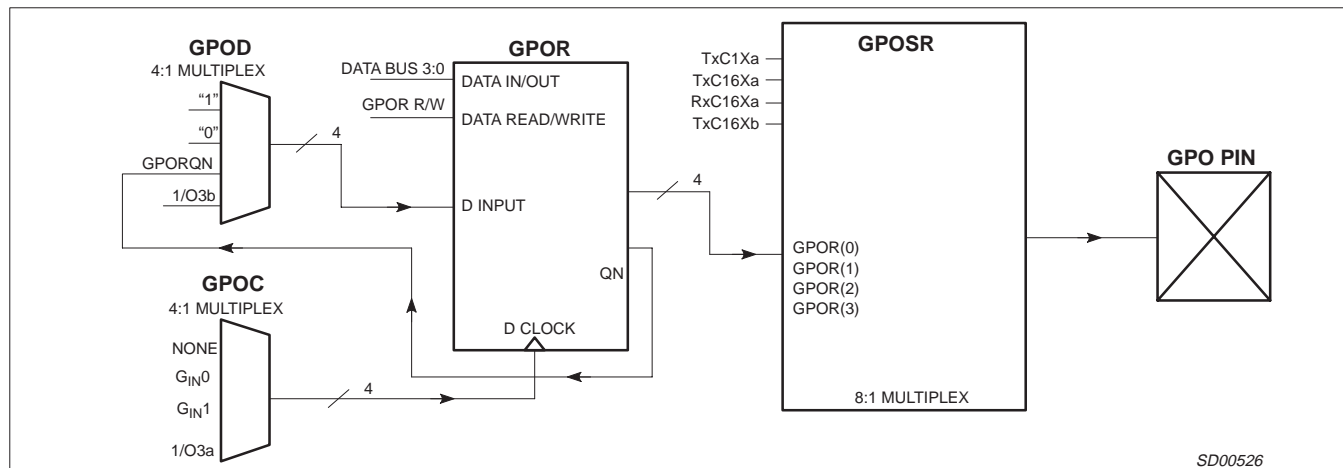 GPOD
4:1 MULTIPLEX
“1”
“0”
GPORQN
1/O3b
4
GPOC
4:1 MULTIPLEX
NONE
GIN0
GIN1
1/O3a
4
GPOR
DATA BUS 3:0
DATA IN/OUT
GPOR R/W
DATA READ/WRITE
D INPUT
QN
D CLOCK
4
GPOSR
TxC1Xa
TxC16Xa
RxC16Xa
TxC16Xb
GPOR(0)
GPOR(1)
GPOR(2)
GPOR(3)
8:1 MULTIPLEX
GPO PIN
SD00526